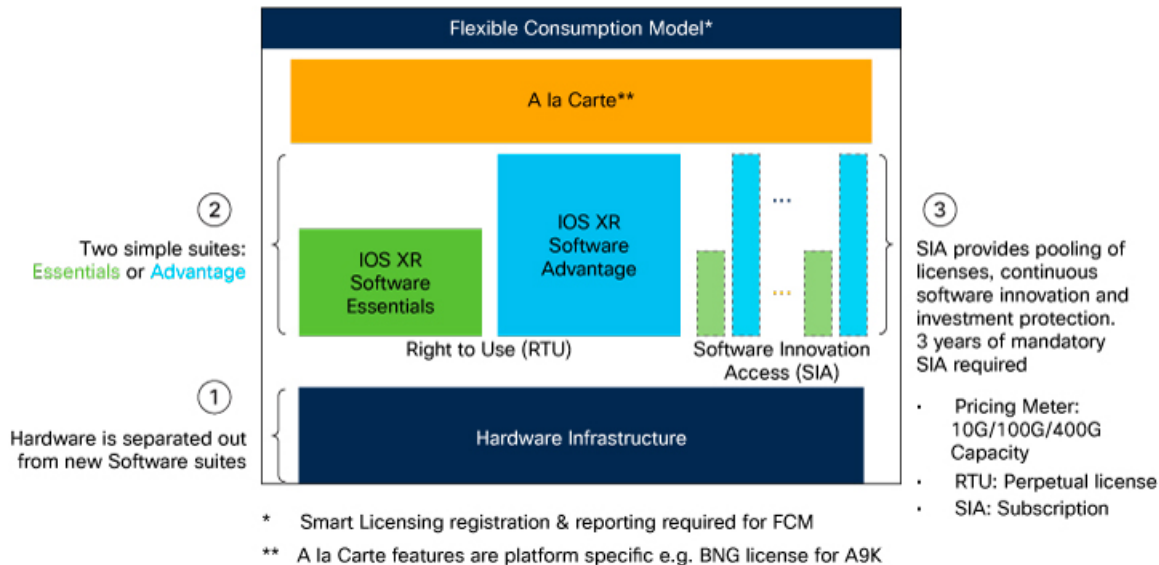 Flexible Consumption Model*
A la Carte**
2
Two simple suites:
Essentials or Advantage
IOS XR
Software
Essentials
IOS XR
Software
Advantage
...
...
Right to Use (RTU)
Software Innovation
Access (SIA)
3
SIA provides pooling of
licenses, continuous
software innovation and
investment protection.
3 years of mandatory
SIA required
· Pricing Meter:
10G/100G/400G
Capacity
· RTU: Perpetual license
· SIA: Subscription
1
Hardware is separated out
from new Software suites
Hardware Infrastructure
* Smart Licensing registration & reporting required for FCM
** A la Carte features are platform specific e.g. BNG license for A9K